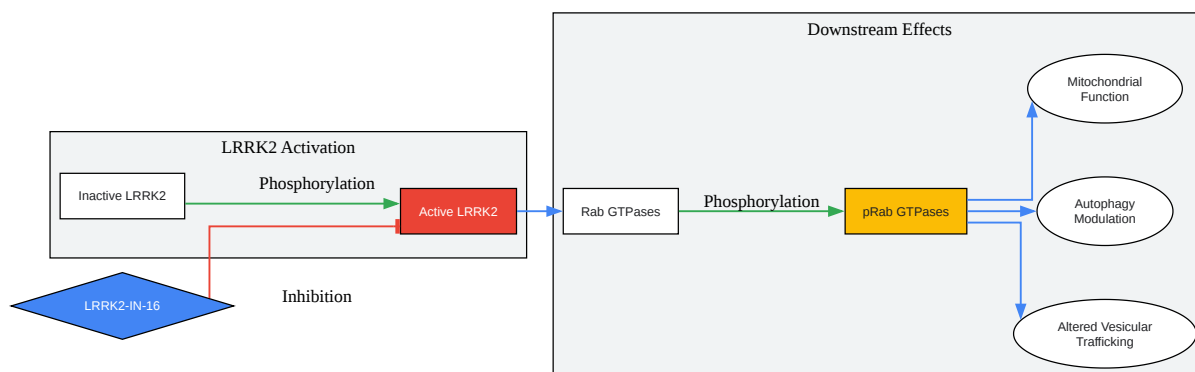 Downstream Effects
Mitochondrial
Function
LRRK2 Activation
Inactive LRRK2
Phosphorylation
Active LRRK2
Rab GTPases
Phosphorylation
pRab GTPases
Autophagy
Modulation
LRRK2-IN-16
Inhibition
Altered Vesicular
Trafficking